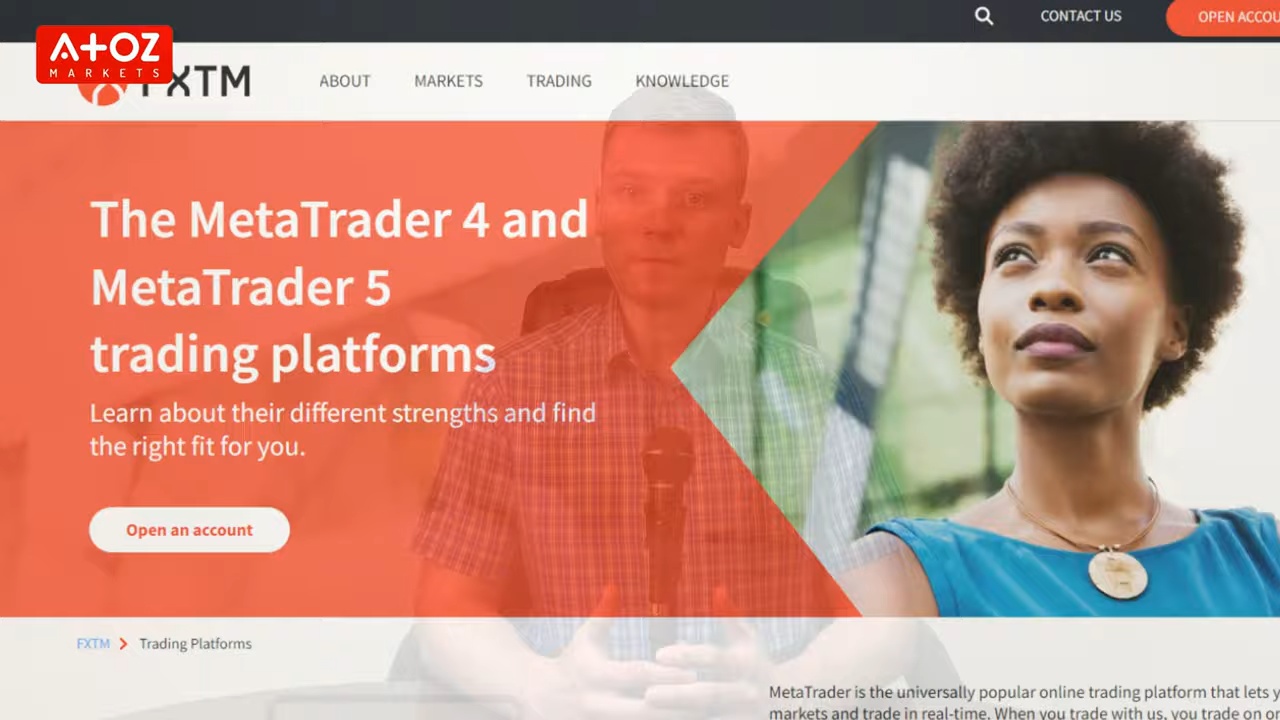 CONTACT US
OPEN ACCOU
A+OZ
MARKETS
FXTM
ABOUT
MARKETS
TRADING
KNOWLEDGE
The MetaTrader 4 and
MetaTrader 5
trading platforms
Learn about their different strengths and find
the right fit for you.
Open an account
FXTM
Trading Platforms
MetaTrader is the universally popular online trading platform that lets y
markets and trade in real-time. When you trade with us, you trade on or